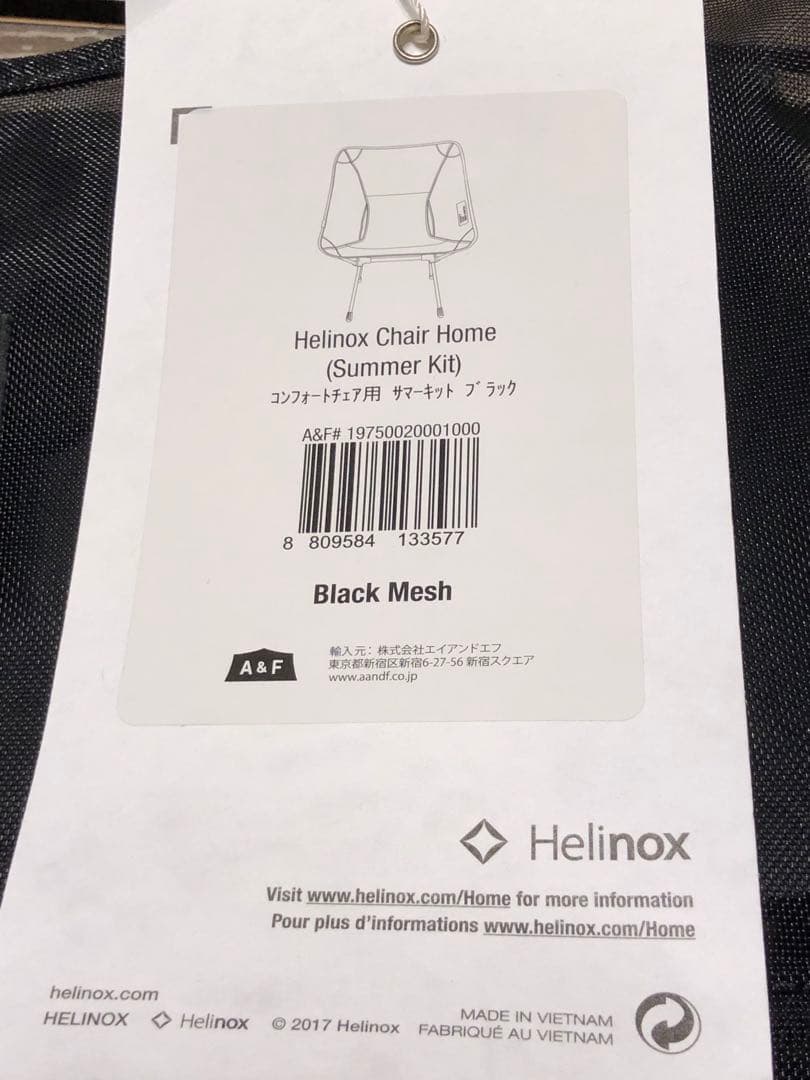 Helinox Chair Home
(Summer Kit)
ｺﾝﾌｫｰﾄﾁｪｱ用 ｻﾏｰｷｯﾄ ﾌﾞﾗｯｸ
A&F# 19750020001000
8 809584 133577
Black Mesh
A & F
輸入元：株式会社エイアンドエフ
東京都新宿区新宿6-27-56 新宿スクエア
www.aandf.co.jp
Helinox
Visit www.helinox.com/Home for more information
Pour plus d'informations www.helinox.com/Home
helinox.com
HELINOX Helinox © 2017 Helinox
MADE IN VIETNAM
FABRIQUÉ AU VIETNAM